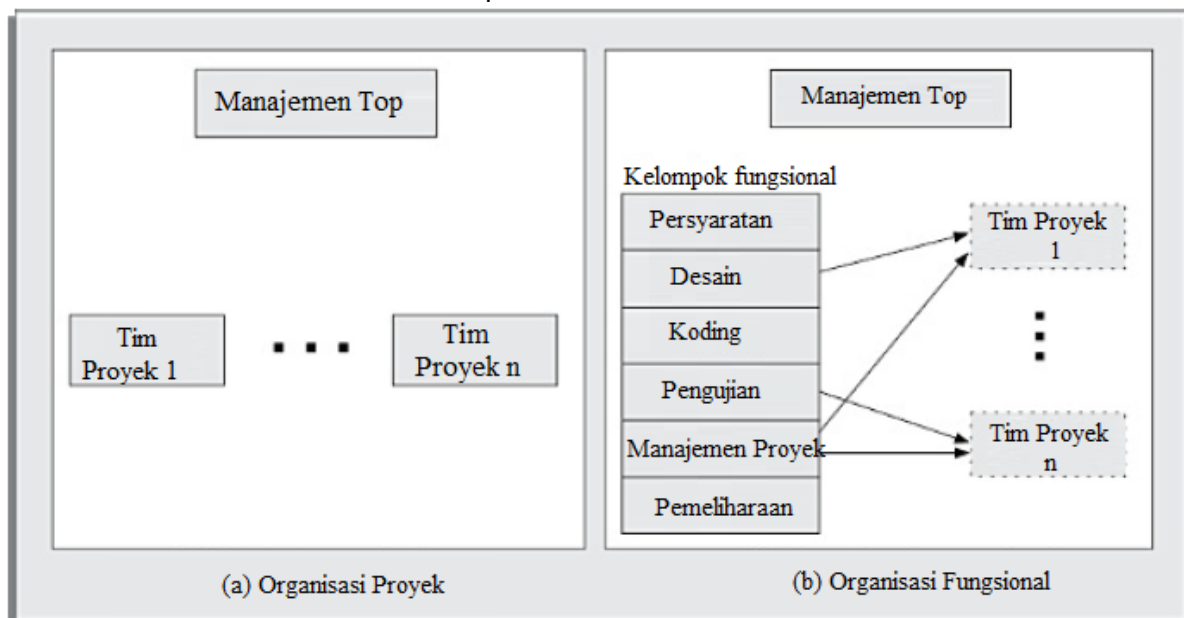 Manajemen Top
Tim
Proyek 1
Tim
Proyek n
(a) Organisasi Proyek
Manajemen Top
Kelompok fungsional
Persyaratan
Desain
Koding
Pengujian
Manajemen Proyek
Pemeliharaan
Tim Proyek
1
Tim Proyek
n
(b) Organisasi Fungsional